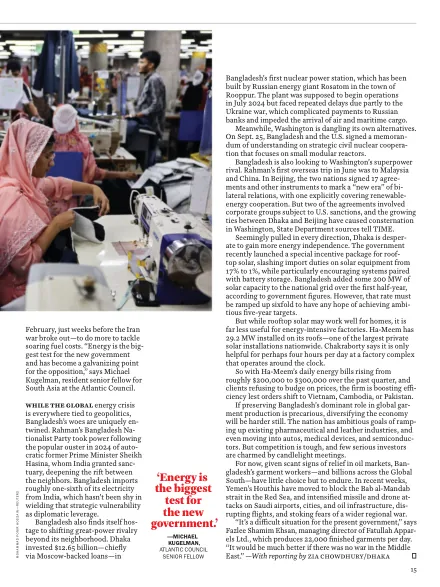 February, just weeks before the Iran
war broke out—to do more to tackle
soaring fuel costs. "Energy is the big-
gest test for the new government
and has become a galvanizing point
for the opposition," says Michael
Kugelman, resident senior fellow for
South Asia at the Atlantic Council.
WHILE THE GLOBAL energy crisis
is everywhere tied to geopolitics,
Bangladesh's woes are uniquely en-
twined. Rahman's Bangladesh Na-
tionalist Party took power following
the popular ouster in 2024 of auto-
cratic former Prime Minister Sheikh
Hasina, whom India granted sanc-
tuary, deepening the rift between
the neighbors. Bangladesh imports
roughly one-sixth of its electricity
from India, which hasn't been shy in
wielding that strategic vulnerability
as diplomatic leverage.
Bangladesh also finds itself hos-
tage to shifting great-power rivalry
beyond its neighborhood. Dhaka
invested $12.65 billion—chiefly
via Moscow-backed loans—in
'Energy is
the biggest
test for
the new
government.'
—MICHAEL
KUGELMAN,
ATLANTIC COUNCIL
SENIOR FELLOW
Bangladesh's first nuclear power station, which has been
built by Russian energy giant Rosatom in the town of
Rooppur. The plant was supposed to begin operations
in July 2024 but faced repeated delays due partly to the
Ukraine war, which complicated payments to Russian
banks and impeded the arrival of air and maritime cargo.
Meanwhile, Washington is dangling its own alternatives.
On Sept. 25, Bangladesh and the U.S. signed a memoran-
dum of understanding on strategic civil nuclear coopera-
tion that focuses on small modular reactors.
Bangladesh is also looking to Washington's superpower
rival. Rahman's first overseas trip in June was to Malaysia
and China. In Beijing, the two nations signed 17 agree-
ments and other instruments to mark a "new era" of bi-
lateral relations, with one explicitly covering renewable-
energy cooperation. But two of the agreements involved
corporate groups subject to U.S. sanctions, and the growing
ties between Dhaka and Beijing have caused consternation
in Washington, State Department sources tell TIME.
Seemingly pulled in every direction, Dhaka is desper-
ate to gain more energy independence. The government
recently launched a special incentive package for roof-
top solar, slashing import duties on solar equipment from
17% to 1%, while particularly encouraging systems paired
with battery storage. Bangladesh added some 200 MW of
solar capacity to the national grid over the first half-year,
according to government figures. However, that rate must
be ramped up sixfold to have any hope of achieving ambi-
tious five-year targets.
But while rooftop solar may work well for homes, it is
far less useful for energy-intensive factories. Ha-Meem has
29.2 MW installed on its roofs—one of the largest private
solar installations nationwide. Chakraborty says it is only
helpful for perhaps four hours per day at a factory complex
that operates around the clock.
So with Ha-Meem's daily energy bills rising from
roughly $200,000 to $300,000 over the past quarter, and
clients refusing to budge on prices, the firm is boosting effi-
ciency lest orders shift to Vietnam, Cambodia, or Pakistan.
If preserving Bangladesh's dominant role in global gar-
ment production is precarious, diversifying the economy
will be harder still. The nation has ambitious goals of ramp-
ing up existing pharmaceutical and leather industries, and
even moving into autos, medical devices, and semiconduc-
tors. But competition is tough, and few serious investors
are charmed by candlelight meetings.
For now, given scant signs of relief in oil markets, Bang-
ladesh's garment workers—and billions across the Global
South—have little choice but to endure. In recent weeks,
Yemen's Houthis have moved to block the Bab al-Mandab
strait in the Red Sea, and intensified missile and drone at-
tacks on Saudi airports, cities, and oil infrastructure, dis-
rupting flights, and stoking fears of a wider regional war.
"It's a difficult situation for the present government," says
Fazlee Shamim Ehsan, managing director of Fatullah Appar-
els Ltd., which produces 22,000 finished garments per day.
"It would be much better if there was no war in the Middle
East." —With reporting by ZIA CHOWDHURY/DHAKA
15